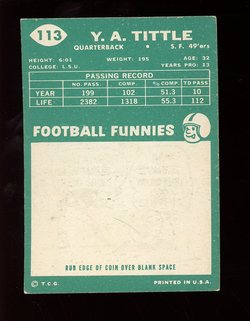 113
Y. A. TITTLE
QUARTERBACK • S. F. 49'ers
HEIGHT: 6:01 WEIGHT: 195 AGE: 32
COLLEGE: L.S.U. YEARS PRO: 13
PASSING RECORD
NO. PASS. COMP. % COMP. TD PASS
YEAR 199 102 51.3 10
LIFE 2382 1318 55.3 112
FOOTBALL FUNNIES
RUB EDGE OF COIN OVER BLANK SPACE
© T.C.G. PRINTED IN U.S.A.